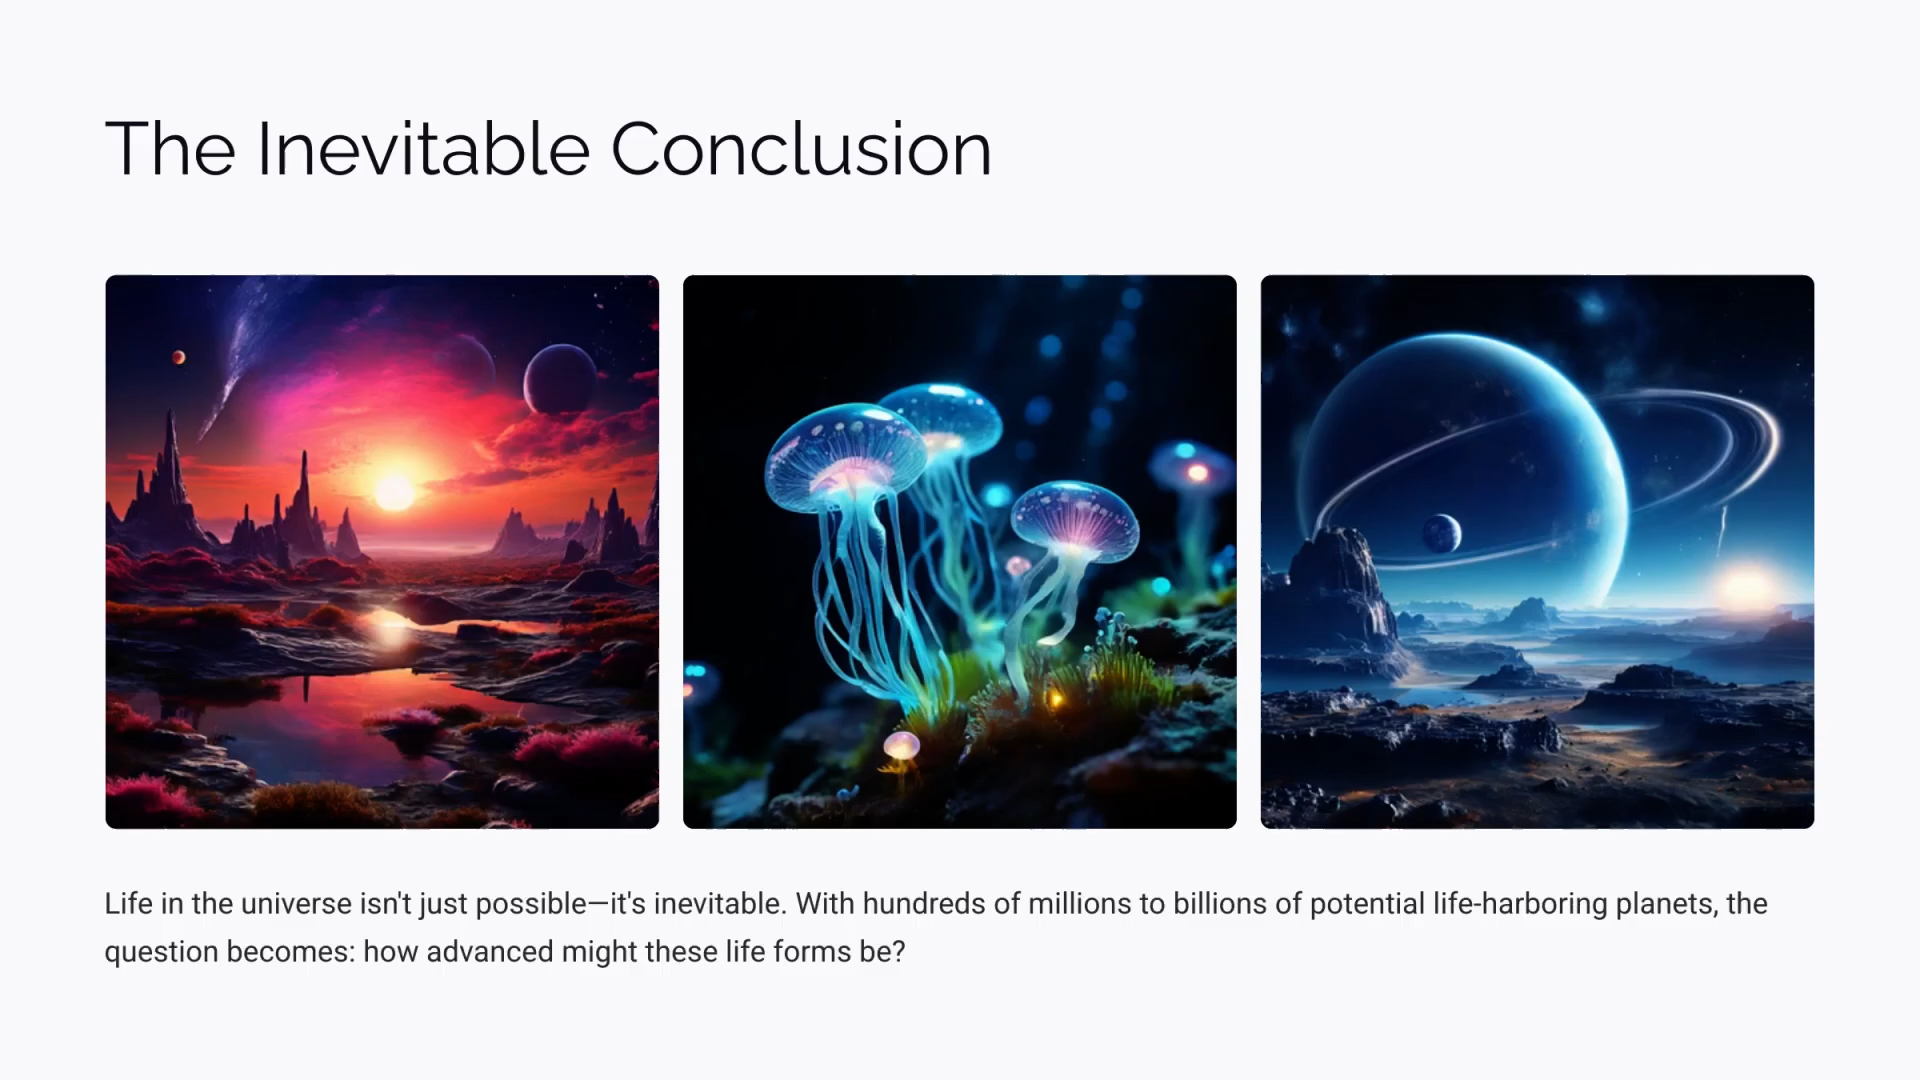 The Inevitable Conclusion
Life in the universe isn't just possible—it's inevitable. With hundreds of millions to billions of potential life-harboring planets, the
question becomes: how advanced might these life forms be?